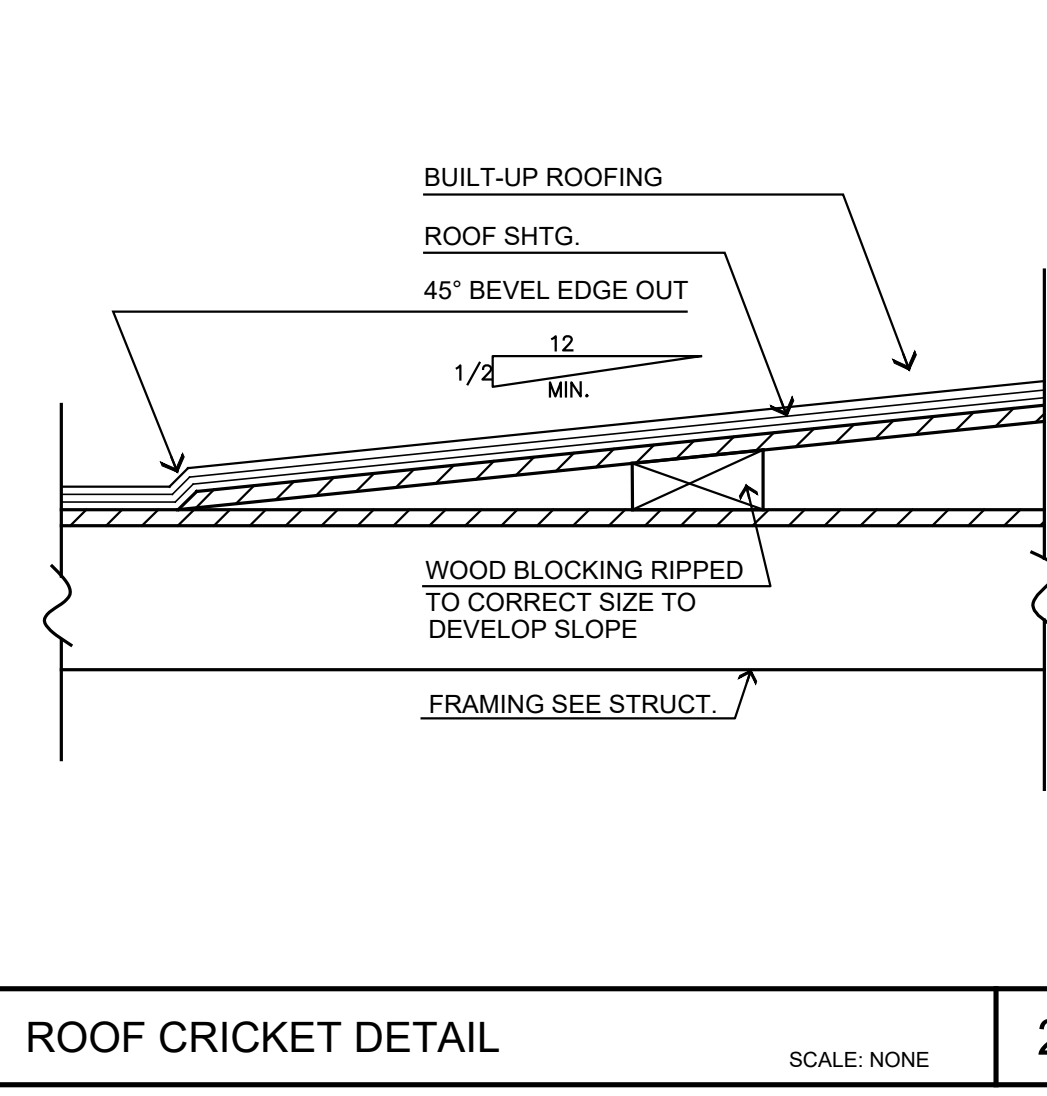 BUILT-UP ROOFING
ROOF SHTG.
45° BEVEL EDGE OUT
12
1/2
MIN.
WOOD BLOCKING RIPPED
TO CORRECT SIZE TO
DEVELOP SLOPE
FRAMING SEE STRUCT.
ROOF CRICKET DETAIL
SCALE: NONE